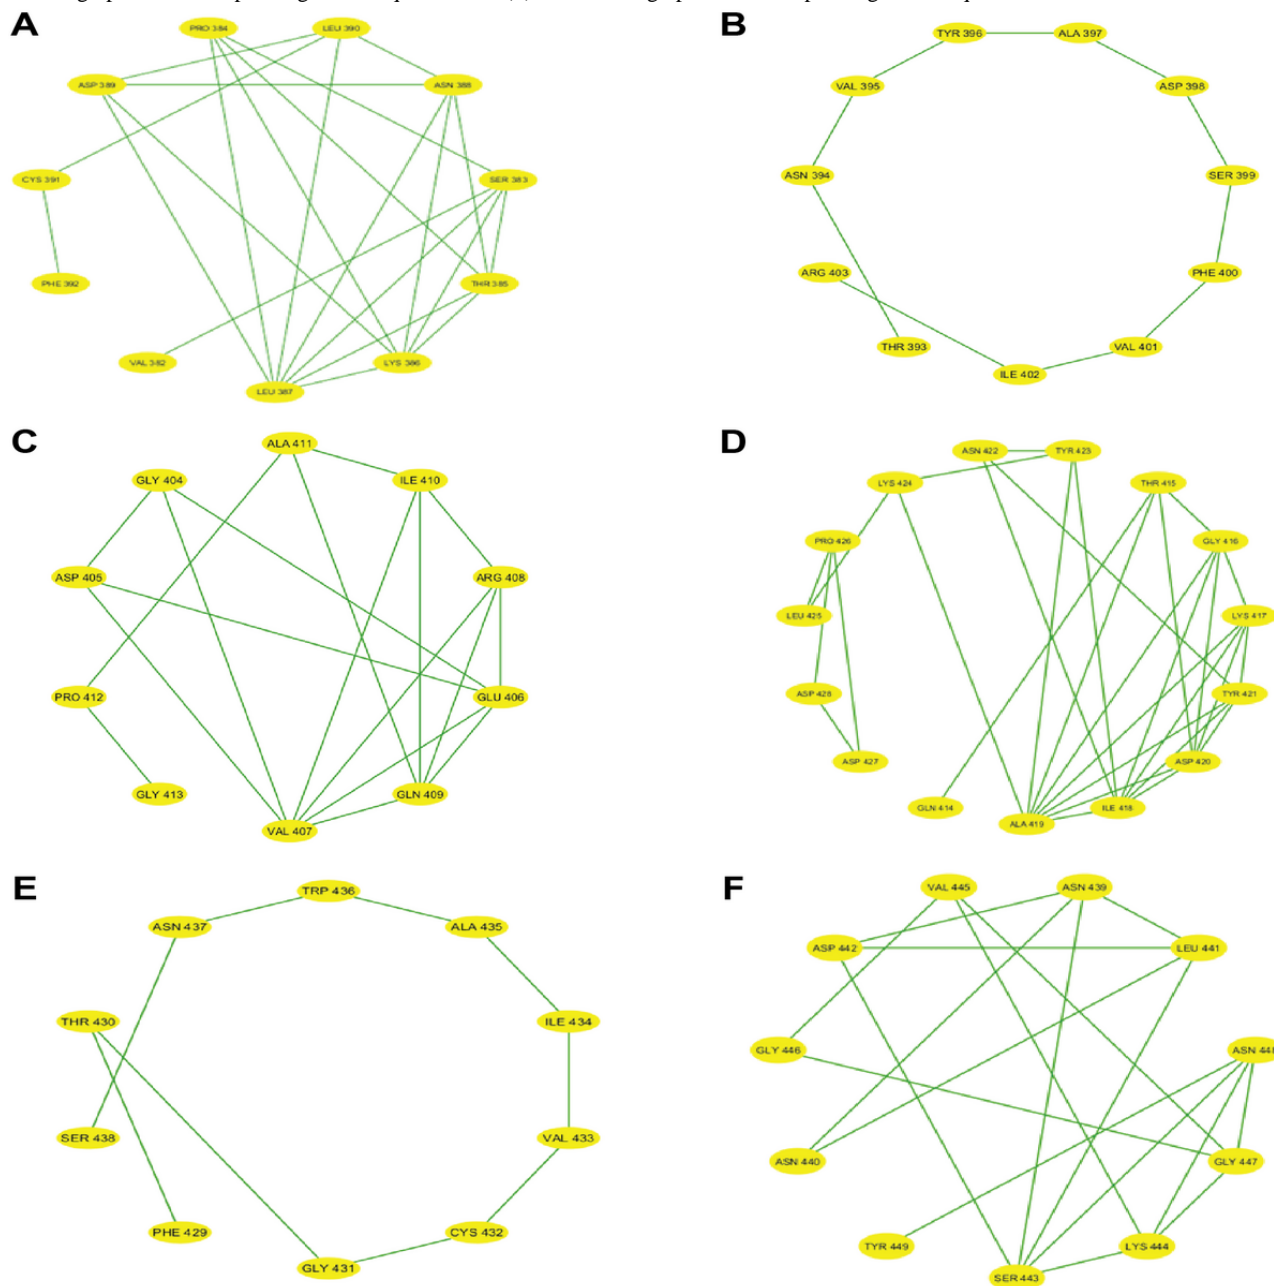 A
PRO 384
LEU 390
ASP 389
ASN 388
CYS 391
SER 383
PHE 392
THR 385
VAL 382
LYS 386
LEU 387
B
TYR 396
ALA 397
VAL 395
ASP 398
ASN 394
SER 399
ARG 403
PHE 400
THR 393
VAL 401
ILE 402
C
ALA 411
GLY 404
ILE 410
ASP 405
ARG 408
PRO 412
GLU 406
GLY 413
GLN 409
VAL 407
D
ASN 422
TYR 423
LYS 424
THR 415
PRO 426
GLY 416
LEU 425
LYS 417
ASP 428
TYR 421
ASP 427
ASP 420
GLN 414
ILE 418
ALA 419
E
TRP 436
ASN 437
ALA 435
THR 430
ILE 434
SER 438
VAL 433
PHE 429
CYS 432
GLY 431
F
VAL 445
ASN 439
ASP 442
LEU 441
GLY 446
ASN 448
ASN 440
GLY 447
TYR 449
LYS 444
SER 443